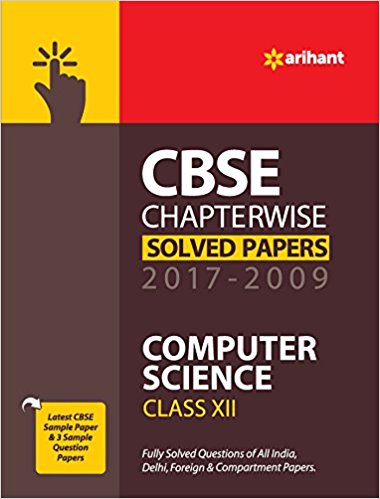 arihant
CBSE
CHAPTERWISE
SOLVED PAPERS
2017-2009
COMPUTER
SCIENCE
CLASS XII
Latest CBSE
Sample Paper
& 3 Sample
Question
Papers
Fully Solved Questions of All India,
Delhi, Foreign & Compartment Papers.